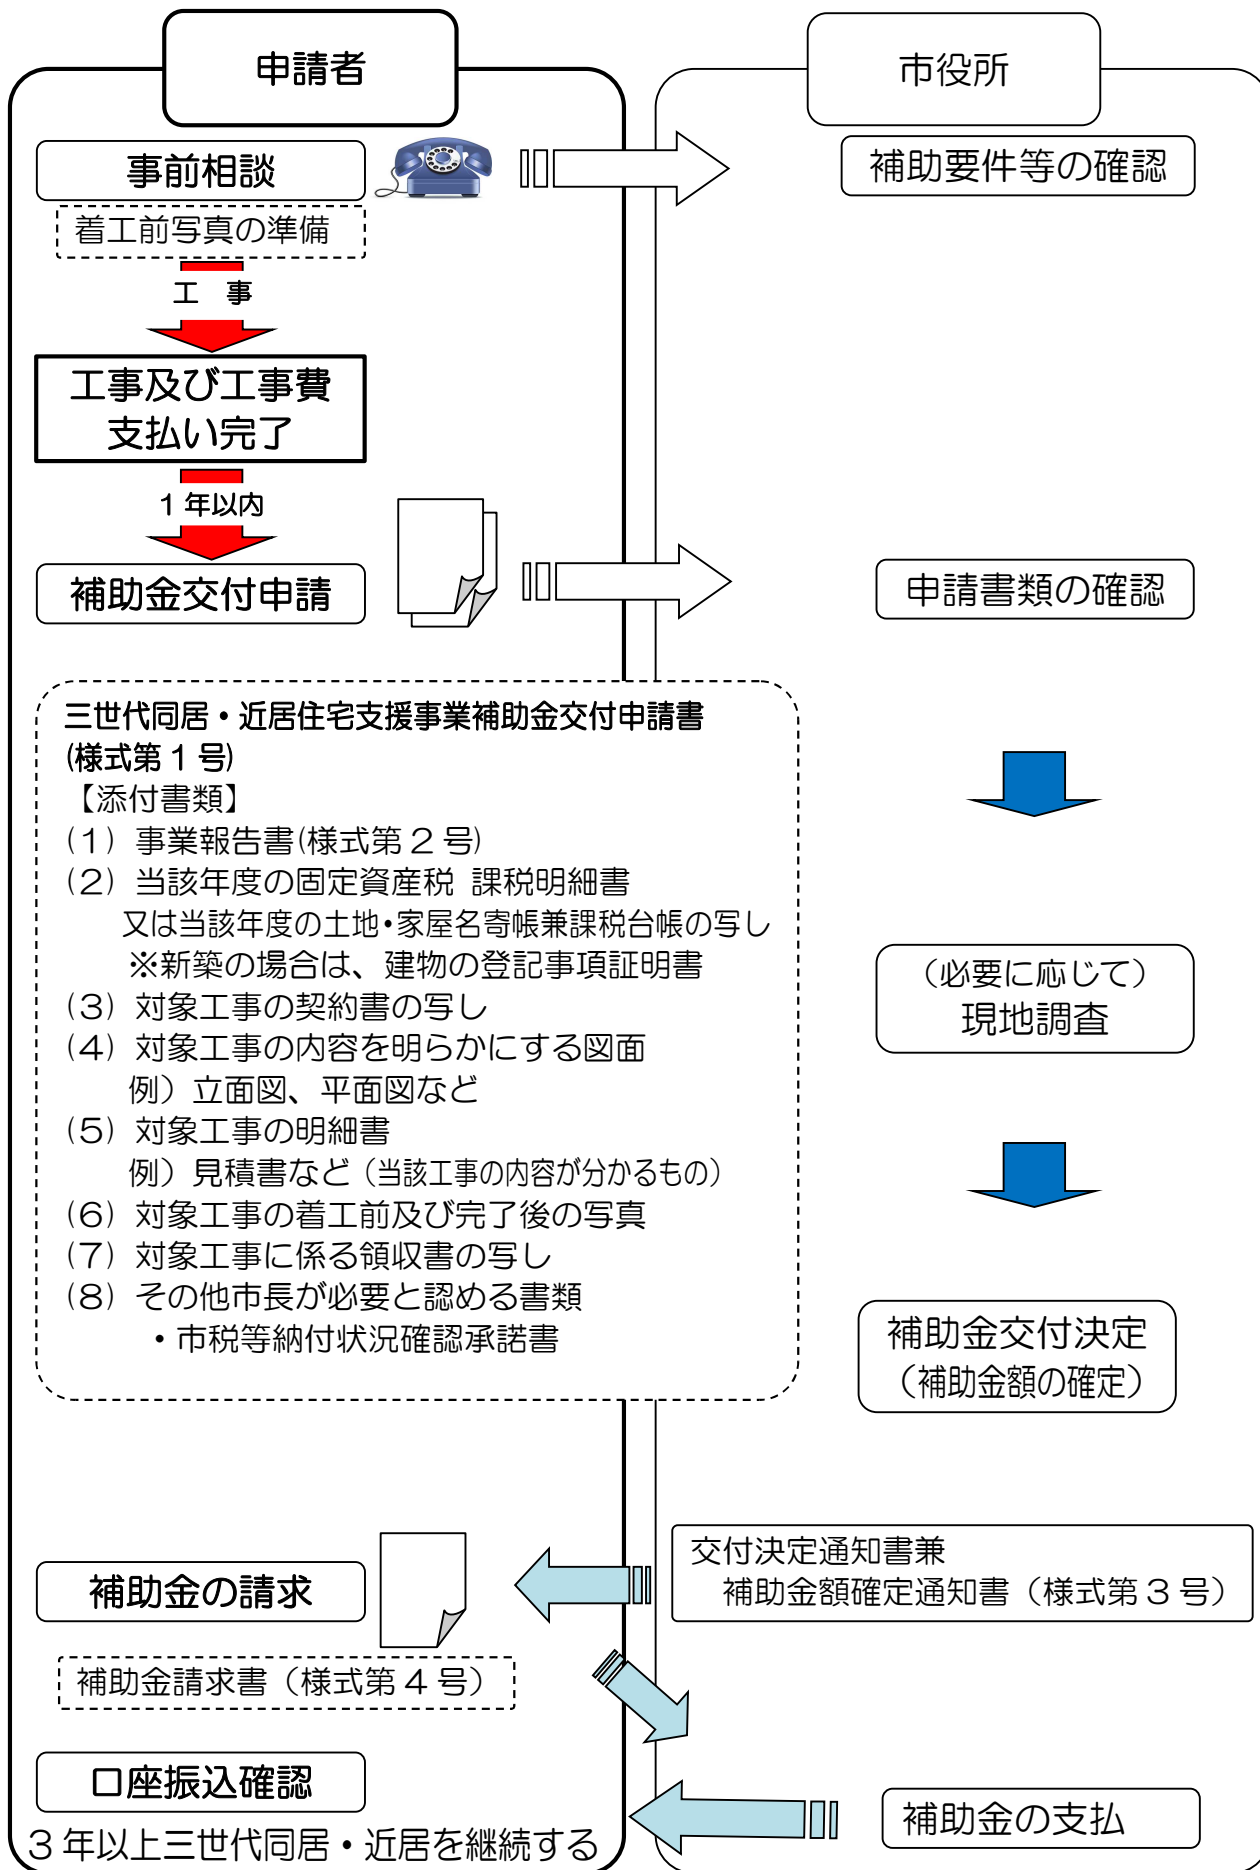 申請者
市役所
事前相談
補助要件等の確認
着工前写真の準備
工　事
工事及び工事費
支払い完了
1年以内
補助金交付申請
申請書類の確認
三世代同居・近居住宅支援事業補助金交付申請書
(様式第1号)
【添付書類】
(1) 事業報告書(様式第2号)
(2) 当該年度の固定資産税 課税明細書
又は当該年度の土地・家屋名寄帳兼課税台帳の写し
※新築の場合は、建物の登記事項証明書
(3) 対象工事の契約書の写し
(4) 対象工事の内容を明らかにする図面
例）立面図、平面図など
(5) 対象工事の明細書
例）見積書など（当該工事の内容が分かるもの）
(6) 対象工事の着工前及び完了後の写真
(7) 対象工事に係る領収書の写し
(8) その他市長が必要と認める書類
・市税等納付状況確認承諾書
（必要に応じて）
現地調査
補助金交付決定
（補助金額の確定）
交付決定通知書兼
補助金額確定通知書（様式第3号）
補助金の請求
補助金請求書（様式第4号）
口座振込確認
補助金の支払
3年以上三世代同居・近居を継続する